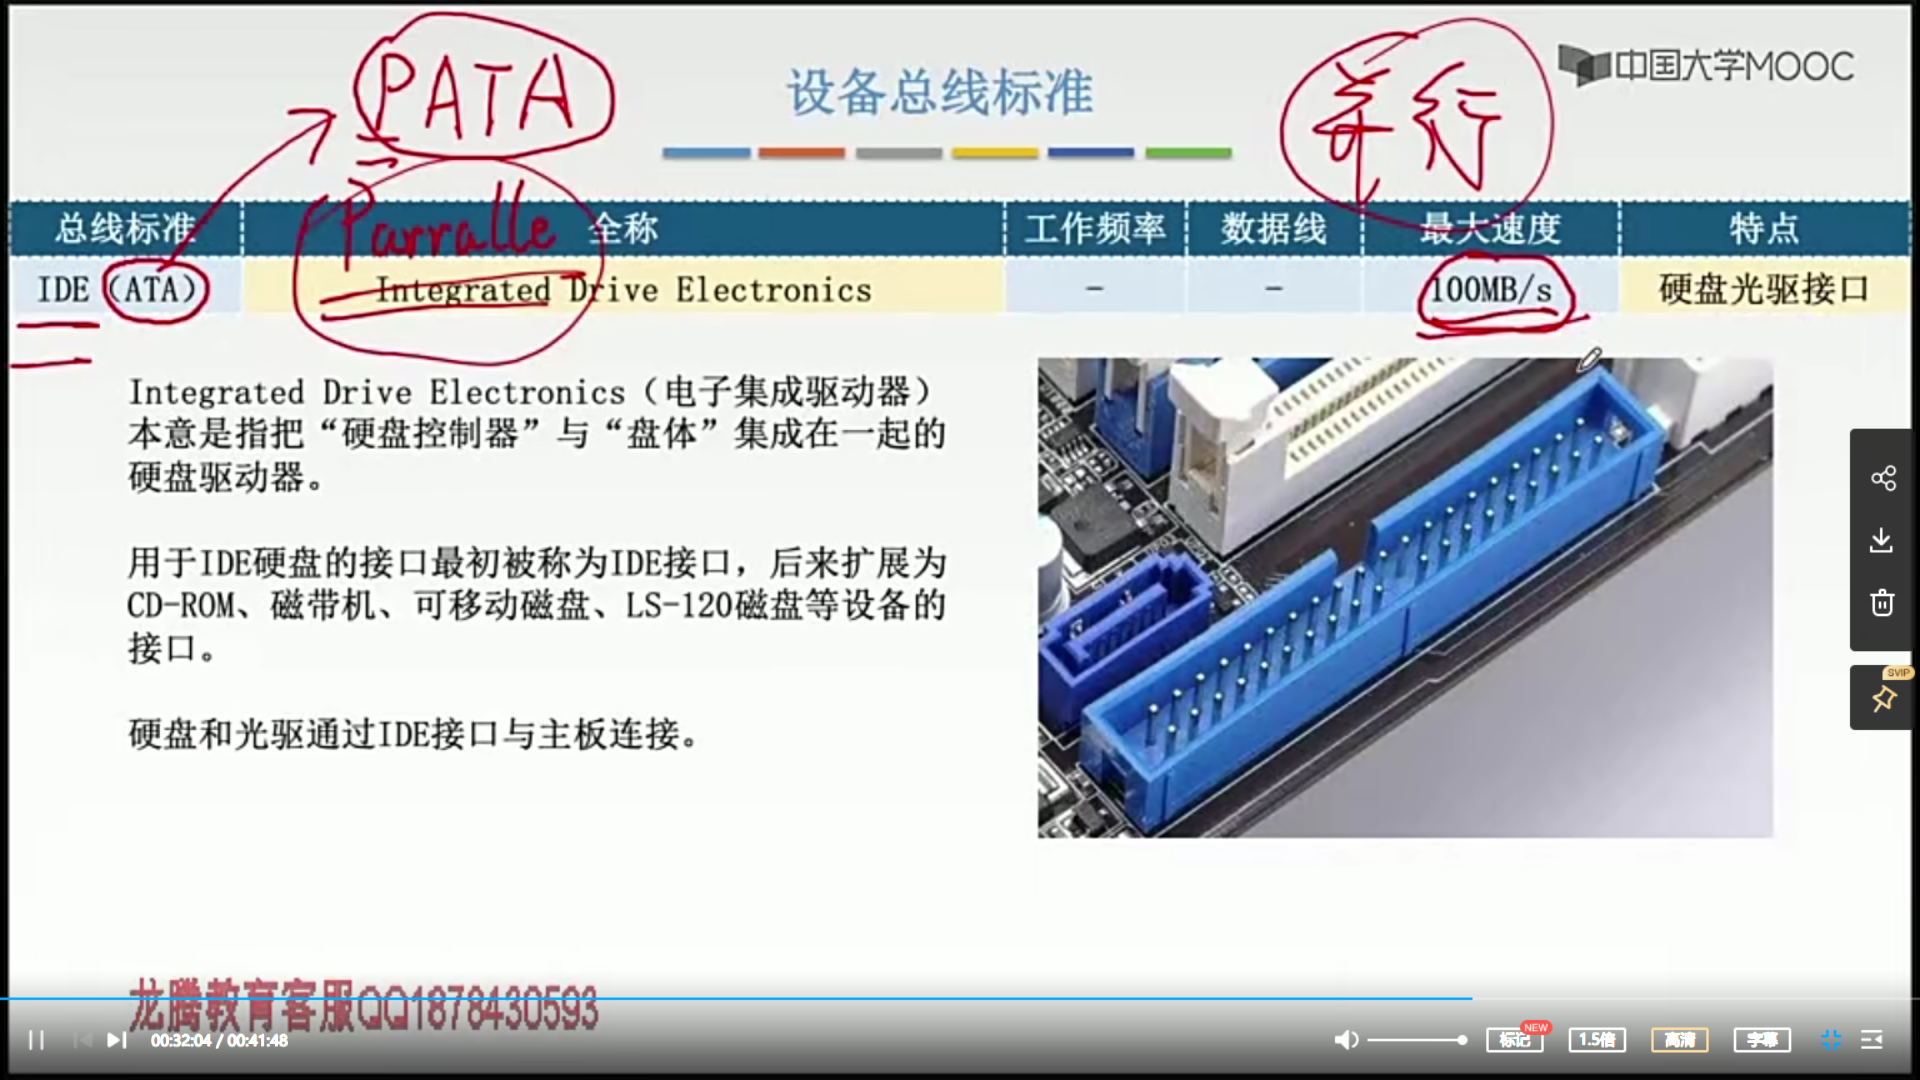 PATA
设备总线标准
并行
中国大学MOOC
Parralle
总线标准 全称 工作频率 数据线 最大速度 特点
IDE（ATA） Integrated Drive Electronics - - 100MB/s 硬盘光驱接口
Integrated Drive Electronics（电子集成驱动器）
本意是指把“硬盘控制器”与“盘体”集成在一起的
硬盘驱动器。
用于IDE硬盘的接口最初被称为IDE接口，后来扩展为
CD-ROM、磁带机、可移动磁盘、LS-120磁盘等设备的
接口。
硬盘和光驱通过IDE接口与主板连接。
SVIP
龙腾教育客服QQ1878430593
00:32:04 / 00:41:48
标记 NEW 1.5倍 高清 字幕